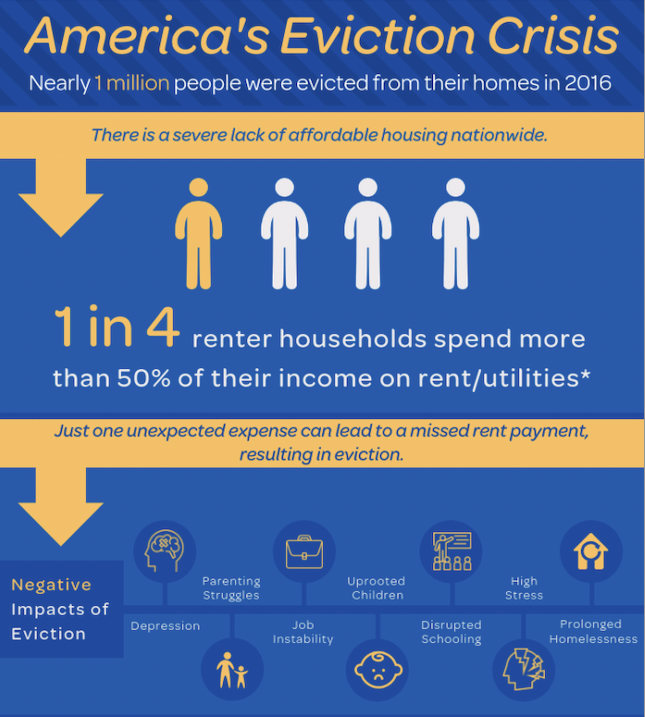 America's Eviction Crisis
Nearly 1 million people were evicted from their homes in 2016
There is a severe lack of affordable housing nationwide.
1 in 4 renter households spend more
than 50% of their income on rent/utilities*
Just one unexpected expense can lead to a missed rent payment,
resulting in eviction.
Negative
Impacts of
Eviction
Depression
Parenting
Struggles
Job
Instability
Uprooted
Children
Disrupted
Schooling
High
Stress
Prolonged
Homelessness